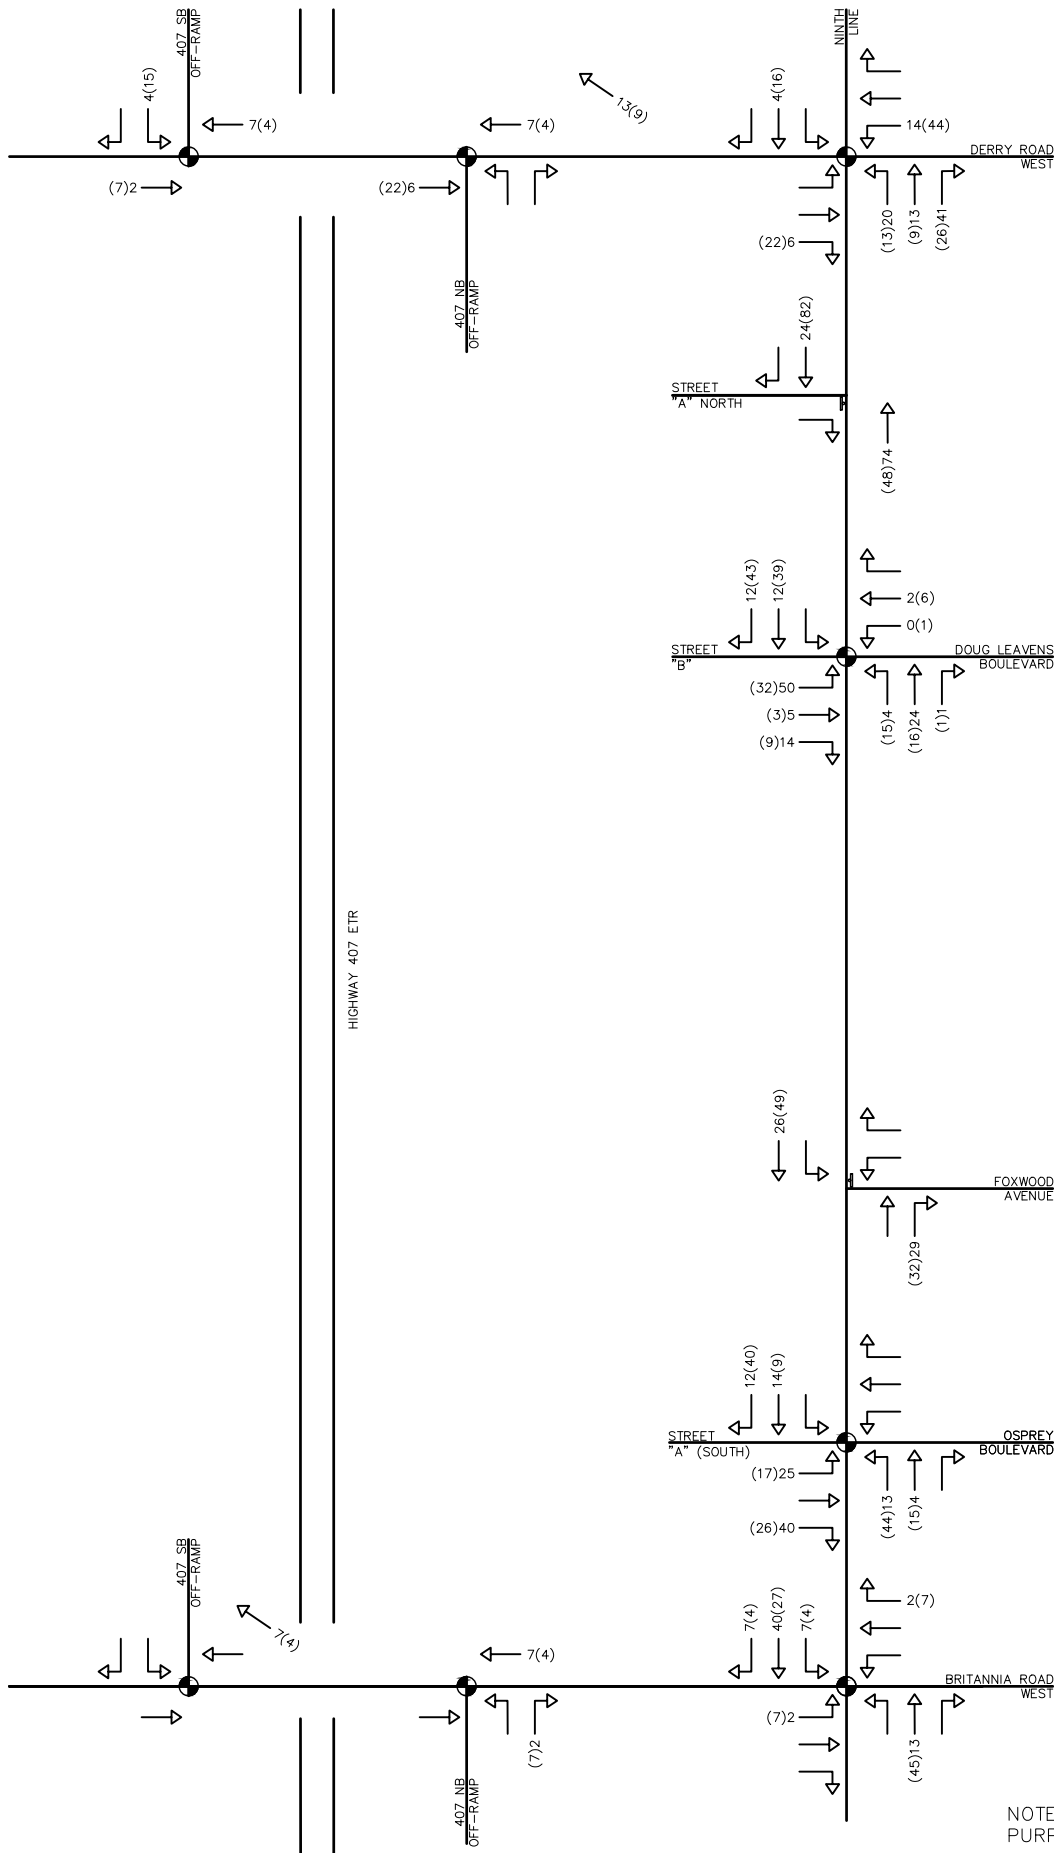 407 SB
OFF-RAMP
NINTH
LINE
4(15)
7(4)
13(9)
7(4)
4(16)
14(44)
DERRY ROAD
WEST
(7)2
(22)6
(22)6
(13)20
(9)13
(26)41
407 NB
OFF-RAMP
24(82)
STREET
"A" NORTH
(48)74
12(43)
12(39)
2(6)
0(1)
STREET
"B"
DOUG LEAVENS
BOULEVARD
(32)50
(3)5
(9)14
(15)4
(16)24
(1)1
HIGHWAY 407 ETR
26(49)
FOXWOOD
AVENUE
(32)29
12(40)
14(9)
STREET
"A" (SOUTH)
OSPREY
BOULEVARD
(17)25
(26)40
(44)13
(15)4
407 SB
OFF-RAMP
7(4)
7(4)
7(4)
40(27)
7(4)
2(7)
BRITANNIA ROAD
WEST
(7)2
(7)2
(45)13
407 NB
OFF-RAMP
NOTE